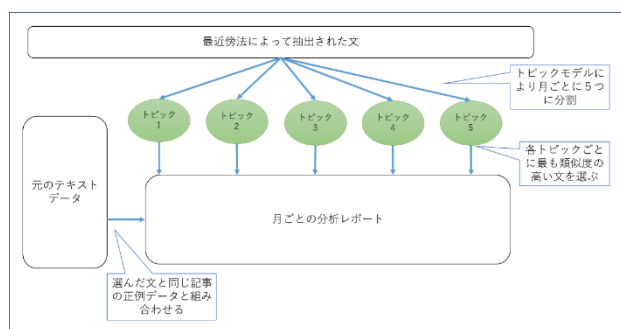 最近傍法によって抽出された文
トピックモデルに
より月ごとに５つ
に分割
トピック
1
トピック
2
トピック
3
トピック
4
トピック
5
各トピックごと
に最も類似度の
高い文を選ぶ
元のテキスト
データ
月ごとの分析レポート
選んだ文と同じ記事
の正例データと組み
合わせる